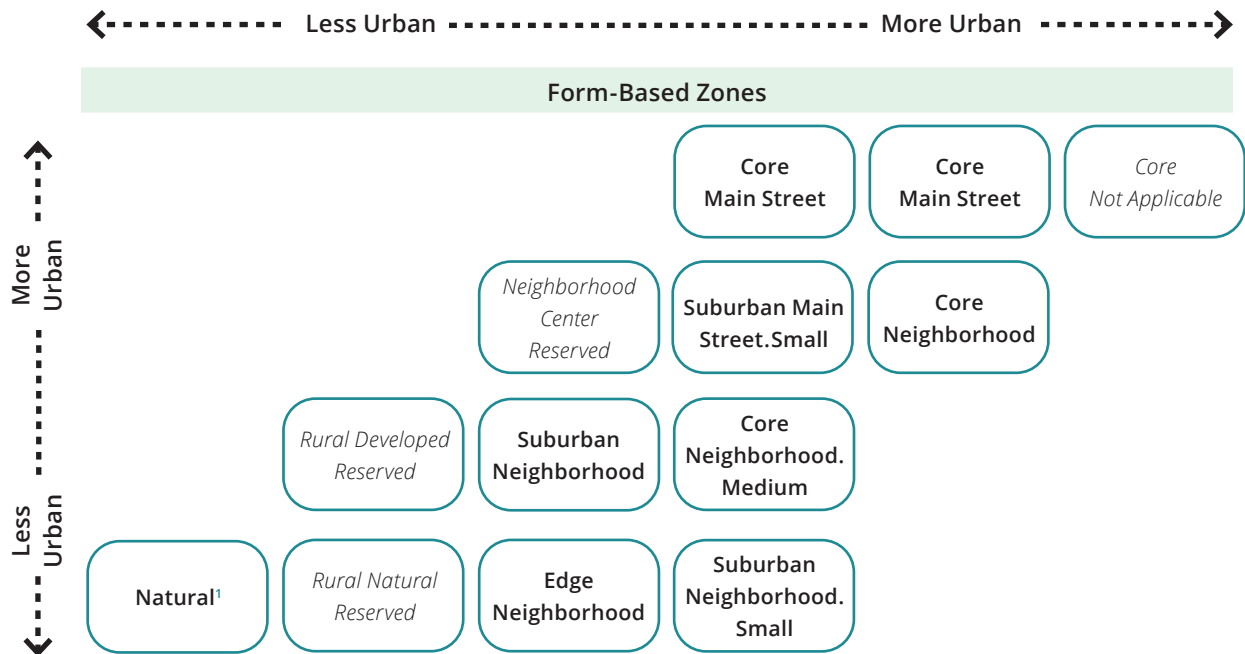 Less Urban
More Urban
Form-Based Zones
More
Urban
Less
Urban
Core
Main Street
Core
Main Street
Core
Not Applicable
Neighborhood
Center
Reserved
Suburban Main
Street.Small
Core
Neighborhood
Rural Developed
Reserved
Suburban
Neighborhood
Core
Neighborhood.
Medium
Natural¹
Rural Natural
Reserved
Edge
Neighborhood
Suburban
Neighborhood.
Small